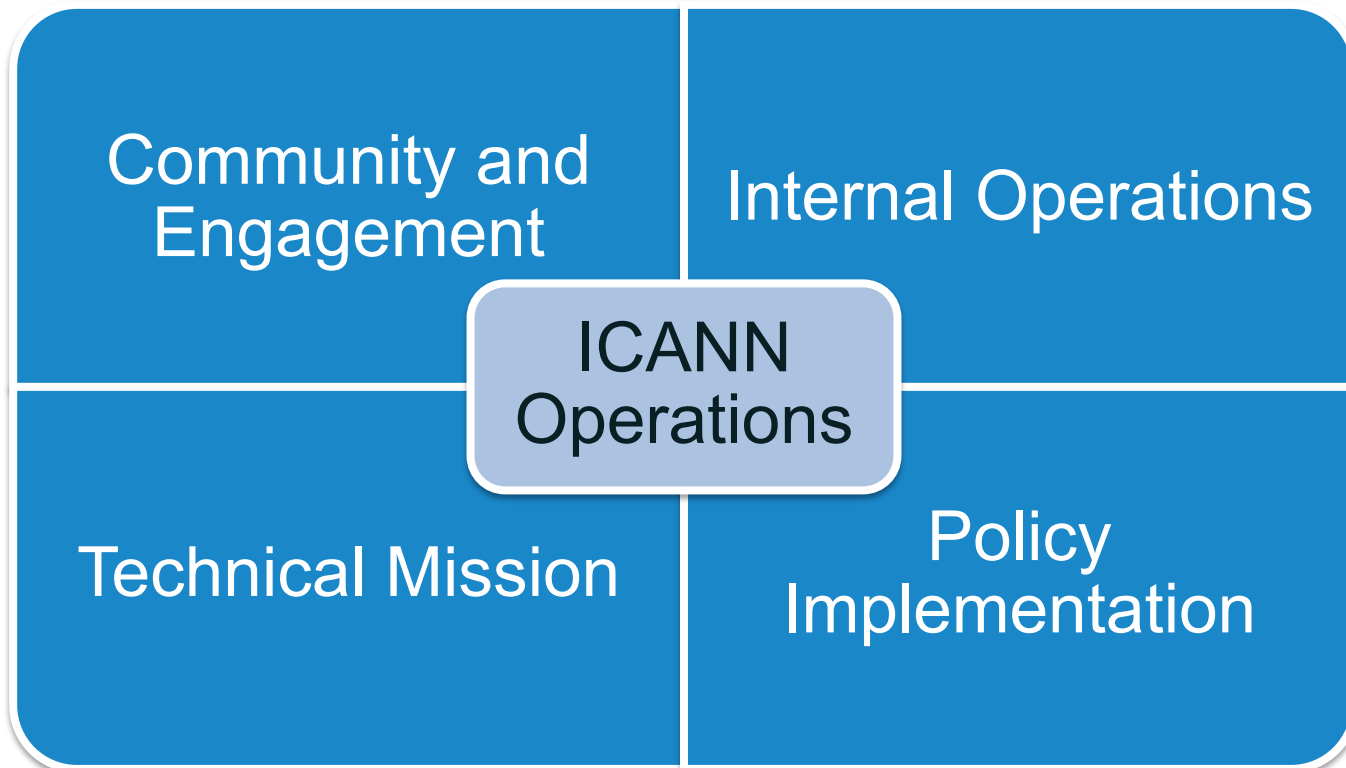 Community and
Engagement
Internal Operations
ICANN
Operations
Technical Mission
Policy
Implementation